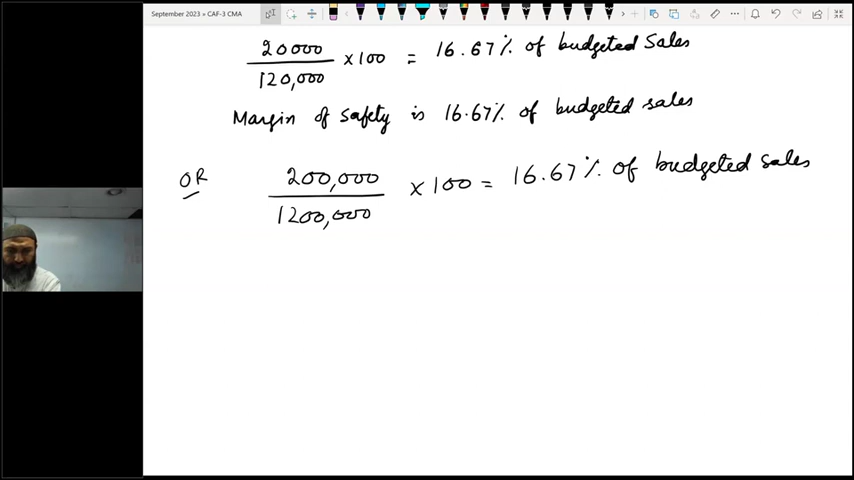 September 2023 » CAF-3 CMA
20000
120,000
×100 = 16.67% of budgeted Sales
Margin of safety is 16.67% of budgeted sales
OR
200,000
1200,000
×100 = 16.67% of budgeted sales